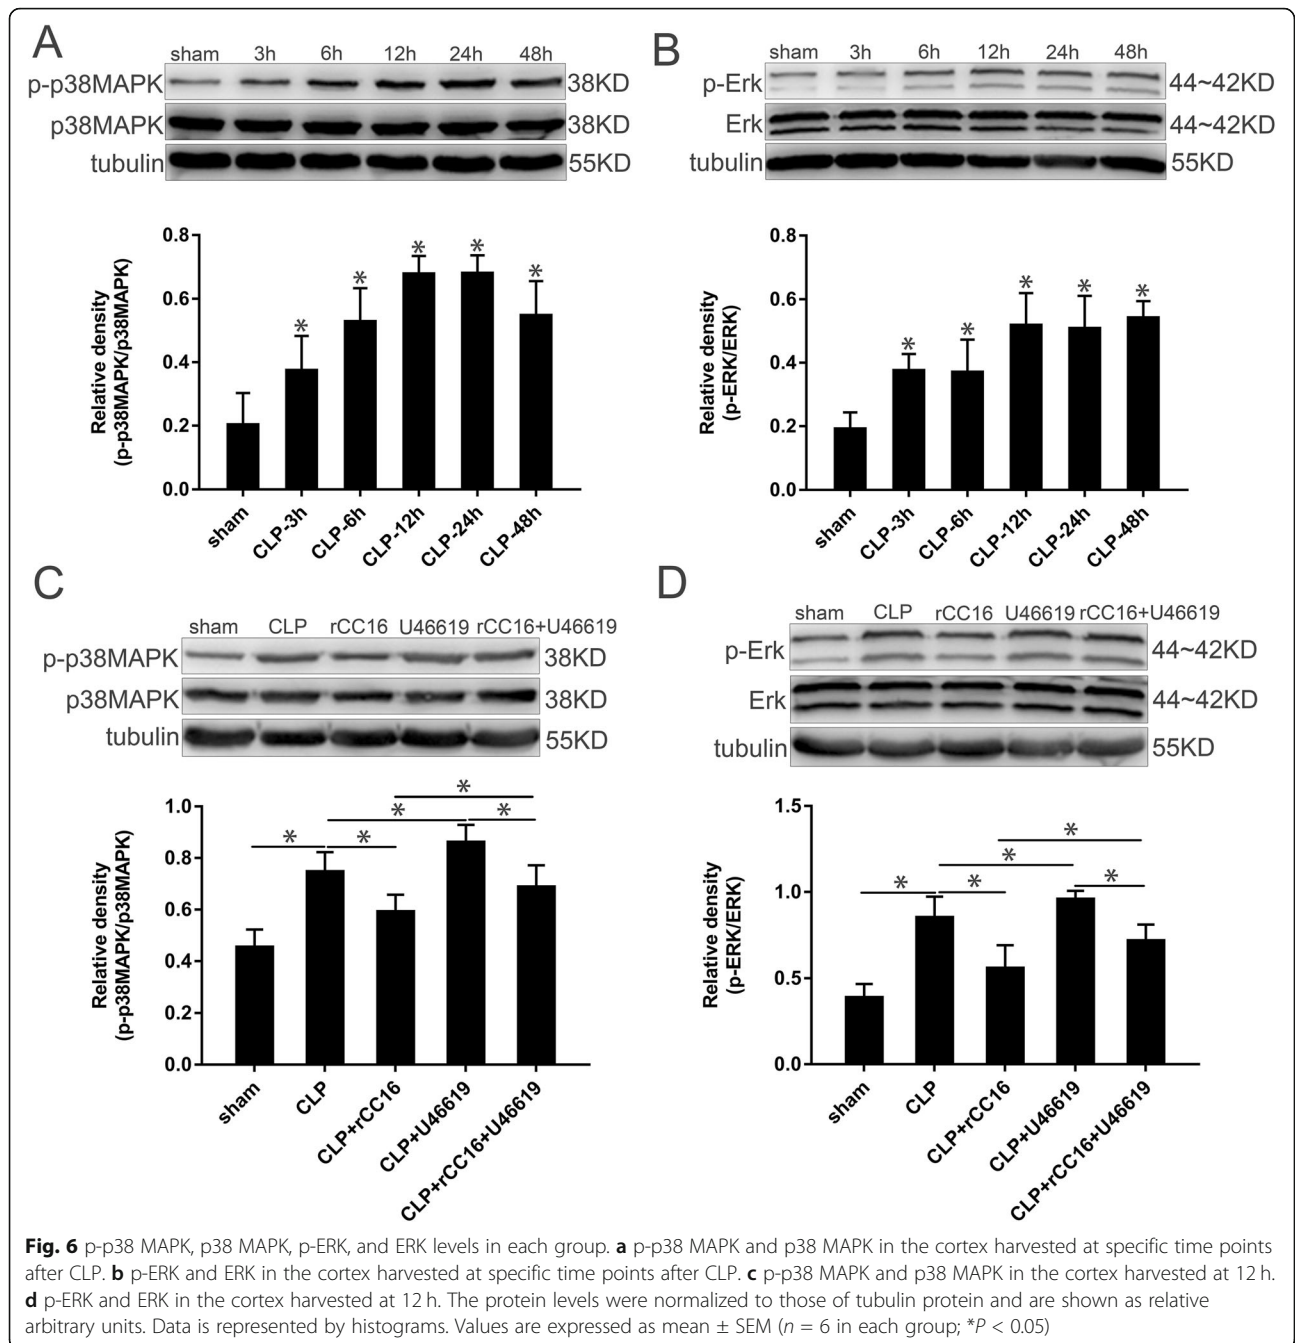 A
sham 3h 6h 12h 24h 48h
p-p38MAPK 38KD
p38MAPK 38KD
tubulin 55KD
Relative density
(p-p38MAPK/p38MAPK)
0.8
0.6
0.4
0.2
0.0
* * * * *
sham CLP-3h CLP-6h CLP-12h CLP-24h CLP-48h
B
sham 3h 6h 12h 24h 48h
p-Erk 44~42KD
Erk 44~42KD
tubulin 55KD
Relative density
(p-ERK/ERK)
0.8
0.6
0.4
0.2
0.0
* * * * *
sham CLP-3h CLP-6h CLP-12h CLP-24h CLP-48h
C
sham CLP rCC16 U46619 rCC16+U46619
p-p38MAPK 38KD
p38MAPK 38KD
tubulin 55KD
Relative density
(p-p38MAPK/p38MAPK)
1.0
0.8
0.6
0.4
0.2
0.0
* * * * *
sham CLP CLP+rCC16 CLP+U46619 CLP+rCC16+U46619
D
sham CLP rCC16 U46619 rCC16+U46619
p-Erk 44~42KD
Erk 44~42KD
tubulin 55KD
Relative density
(p-ERK/ERK)
1.5
1.0
0.5
0.0
* * * * *
sham CLP CLP+rCC16 CLP+U46619 CLP+rCC16+U46619
Fig. 6 p-p38 MAPK, p38 MAPK, p-ERK, and ERK levels in each group. a p-p38 MAPK and p38 MAPK in the cortex harvested at specific time points
after CLP. b p-ERK and ERK in the cortex harvested at specific time points after CLP. c p-p38 MAPK and p38 MAPK in the cortex harvested at 12 h.
d p-ERK and ERK in the cortex harvested at 12 h. The protein levels were normalized to those of tubulin protein and are shown as relative
arbitrary units. Data is represented by histograms. Values are expressed as mean ± SEM (n = 6 in each group; *P < 0.05)